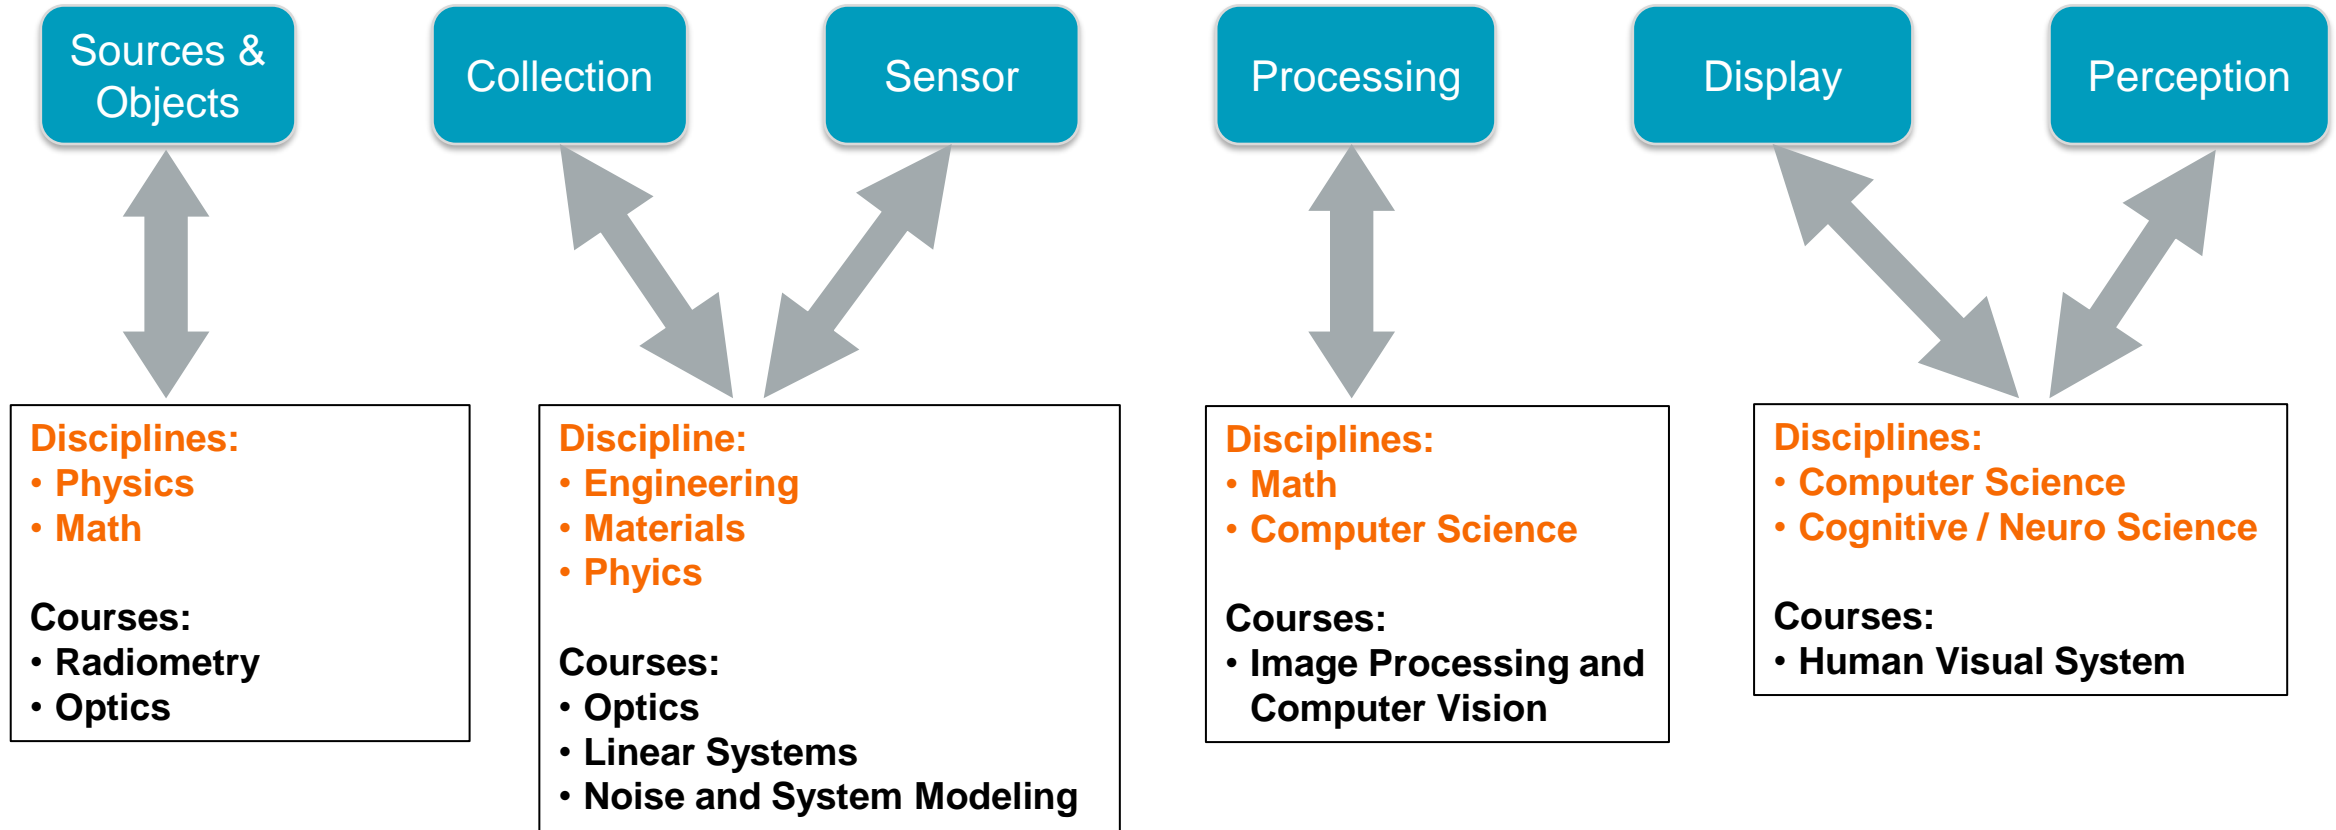 Sources &
Objects
Collection
Sensor
Processing
Display
Perception
Disciplines:
• Physics
• Math
Courses:
• Radiometry
• Optics
Discipline:
• Engineering
• Materials
• Phyics
Courses:
• Optics
• Linear Systems
• Noise and System Modeling
Disciplines:
• Math
• Computer Science
Courses:
• Image Processing and
Computer Vision
Disciplines:
• Computer Science
• Cognitive / Neuro Science
Courses:
• Human Visual System